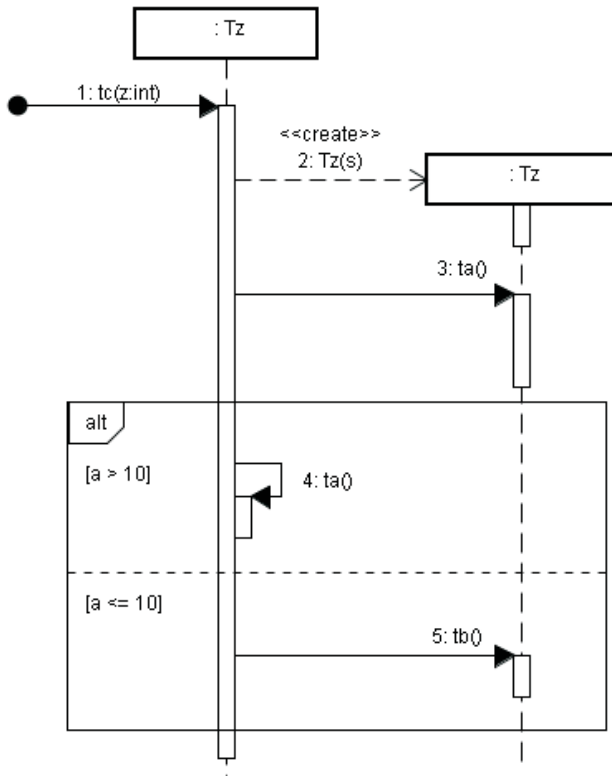 : Tz
1: tc(z:int)
<<create>>
2: Tz(s)
: Tz
3: ta()
alt
[a > 10]
4: ta()
[a <= 10]
5: tb()